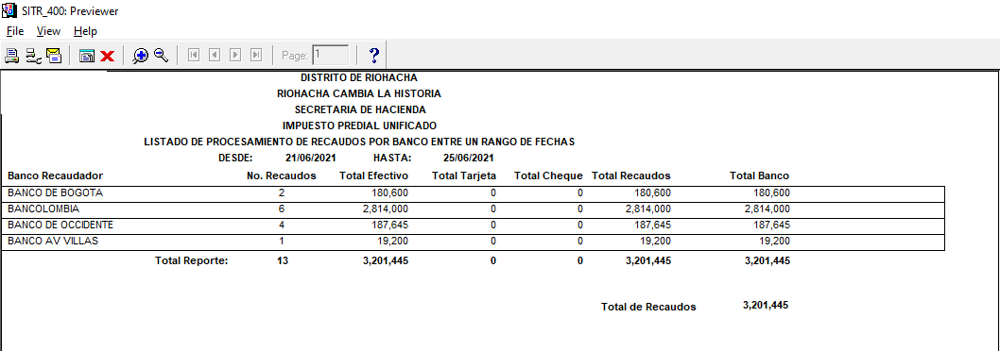 SITR_400: Previewer
File View Help
Page: 1
?
DISTRITO DE RIOHACHA
RIOHACHA CAMBIA LA HISTORIA
SECRETARIA DE HACIENDA
IMPUESTO PREDIAL UNIFICADO
LISTADO DE PROCESAMIENTO DE RECAUDOS POR BANCO ENTRE UN RANGO DE FECHAS
DESDE: 21/06/2021 HASTA: 25/06/2021
Banco Recaudador No. Recaudos Total Efectivo Total Tarjeta Total Cheque Total Recaudos Total Banco
BANCO DE BOGOTA 2 180,600 0 0 180,600 180,600
BANCOLOMBIA 6 2,814,000 0 0 2,814,000 2,814,000
BANCO DE OCCIDENTE 4 187,645 0 0 187,645 187,645
BANCO AV VILLAS 1 19,200 0 0 19,200 19,200
Total Reporte: 13 3,201,445 0 0 3,201,445 3,201,445
Total de Recaudos 3,201,445